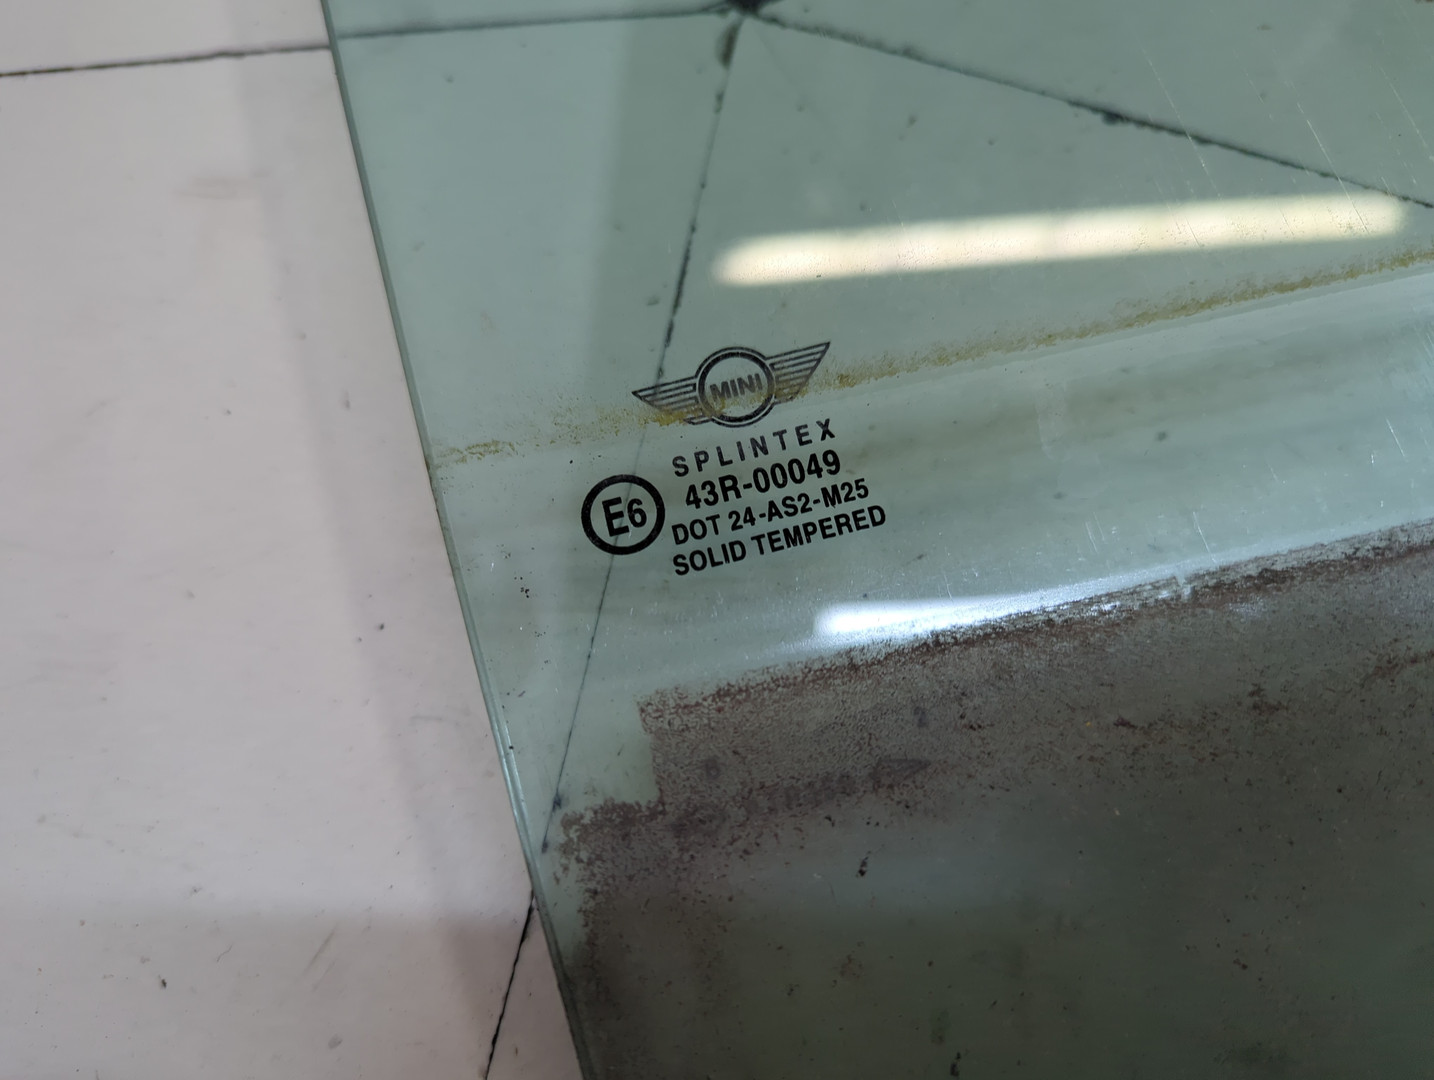 MINI
SPLINTEX
E6
43R-00049
DOT 24-AS2-M25
SOLID TEMPERED